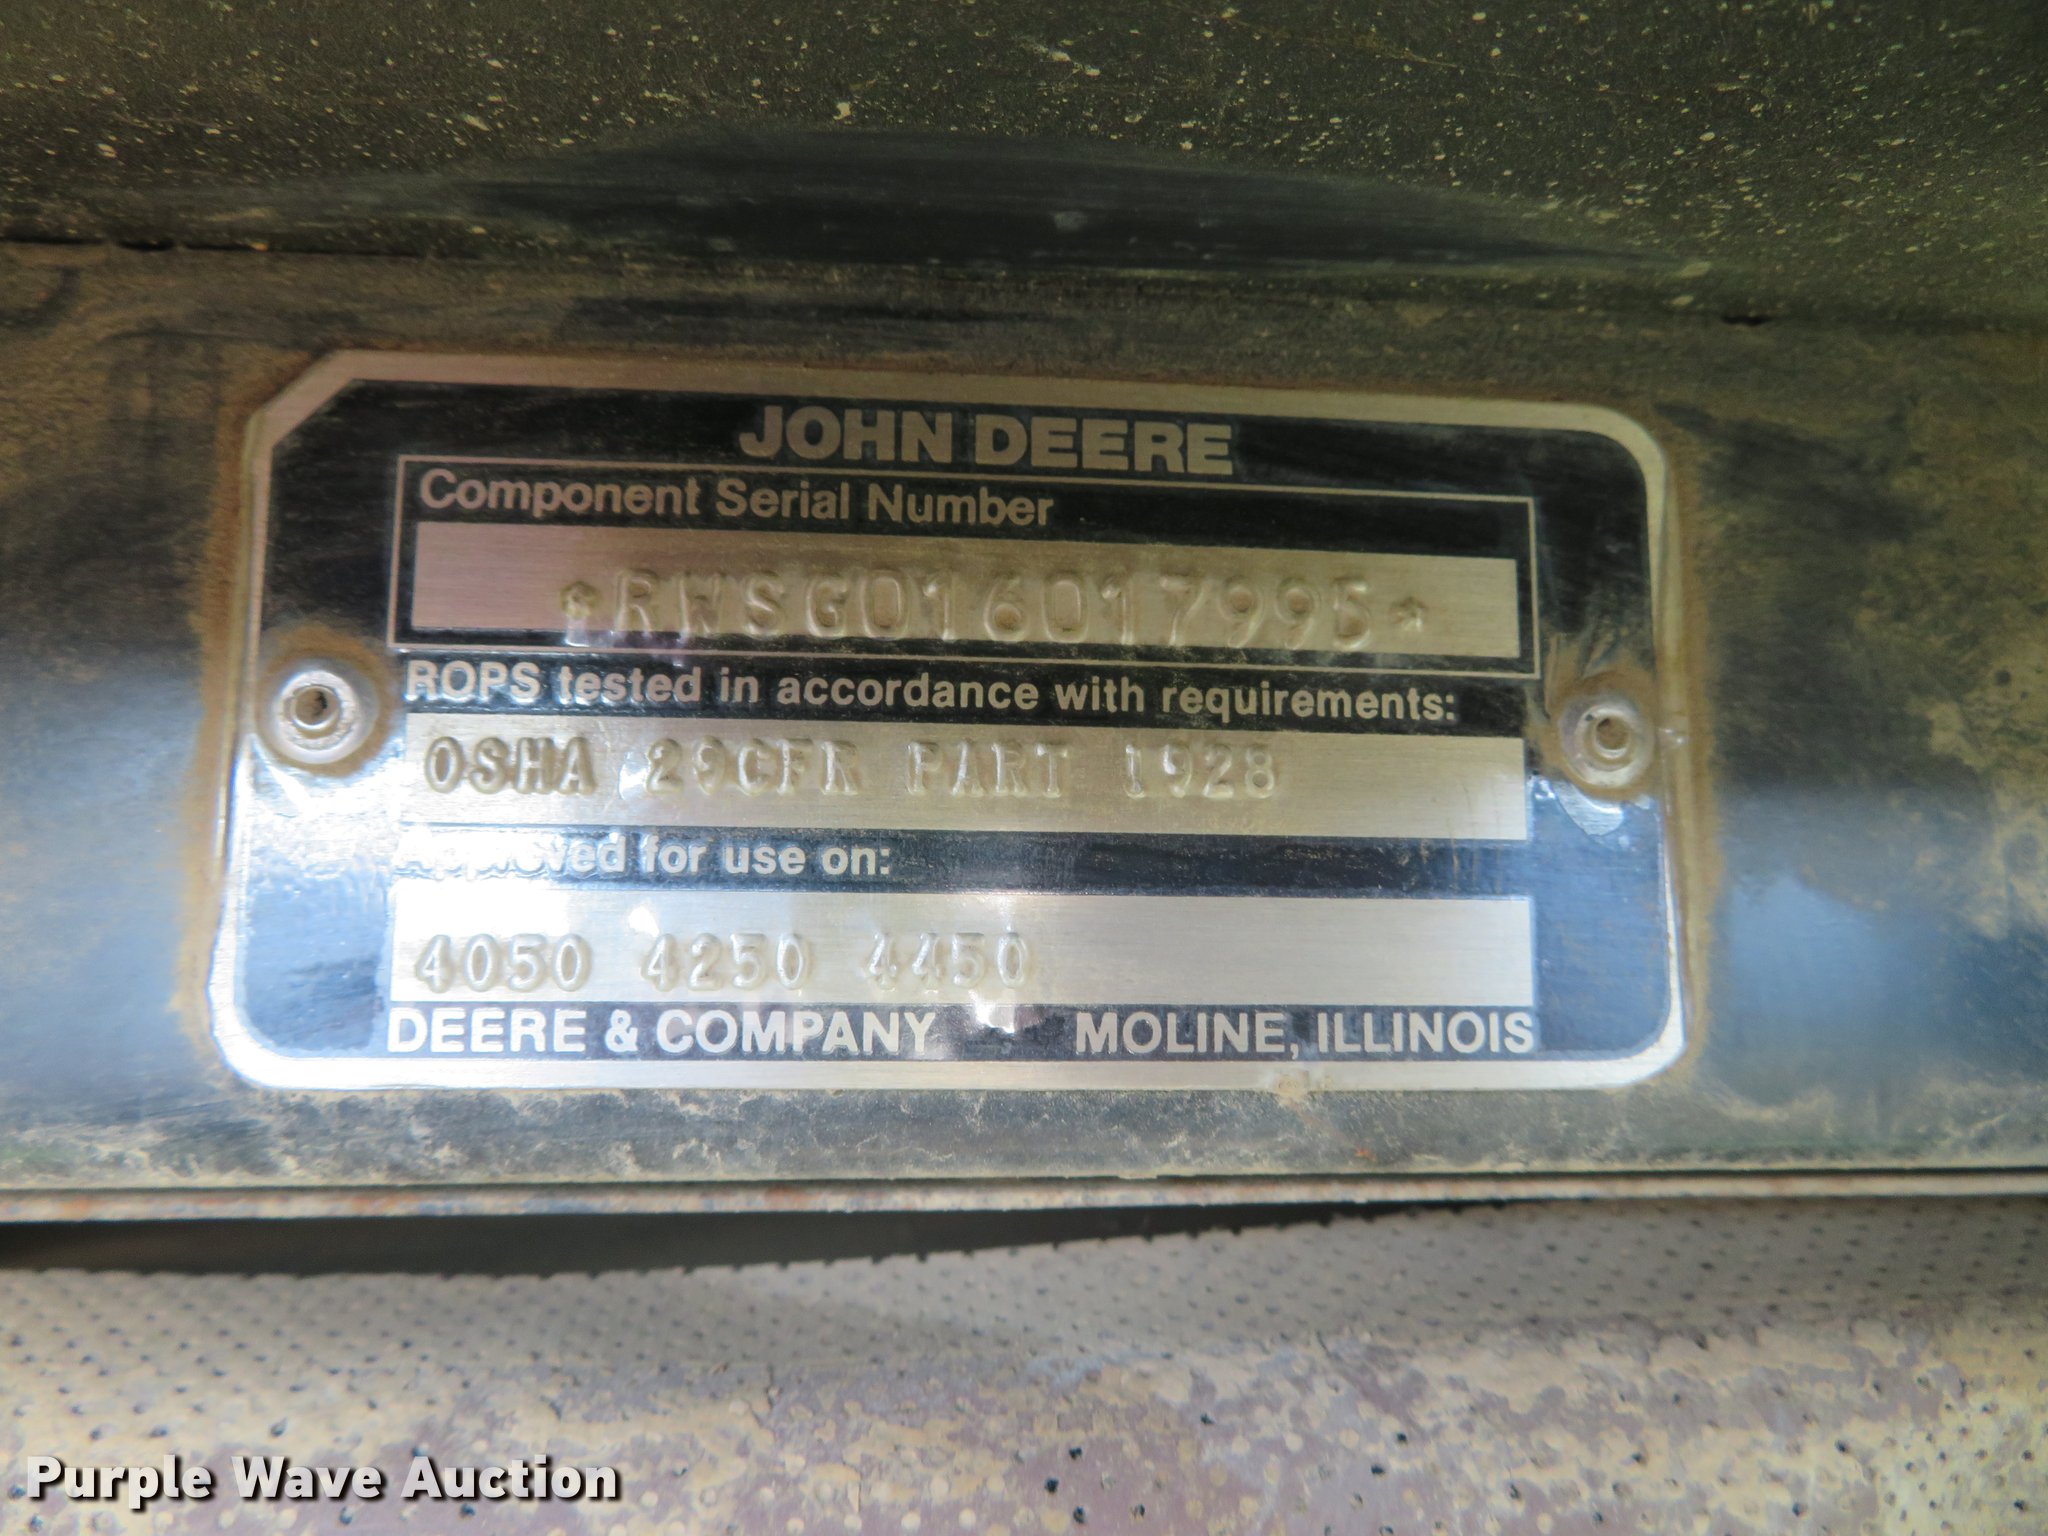 JOHN DEERE
Component Serial Number
*RWSG016017995*
ROPS tested in accordance with requirements:
OSHA 29CFR PART 1928
Approved for use on:
4050 4250 4450
DEERE & COMPANY MOLINE, ILLINOIS
Purple Wave Auction